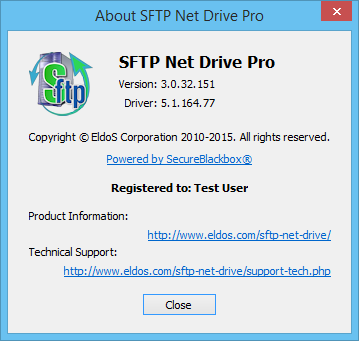 About SFTP Net Drive Pro
Sftp
SFTP Net Drive Pro
Version: 3.0.32.151
Driver: 5.1.164.77
Copyright © EldoS Corporation 2010-2015. All rights reserved.
Powered by SecureBlackbox®
Registered to: Test User
Product Information:
http://www.eldos.com/sftp-net-drive/
Technical Support:
http://www.eldos.com/sftp-net-drive/support-tech.php
Close